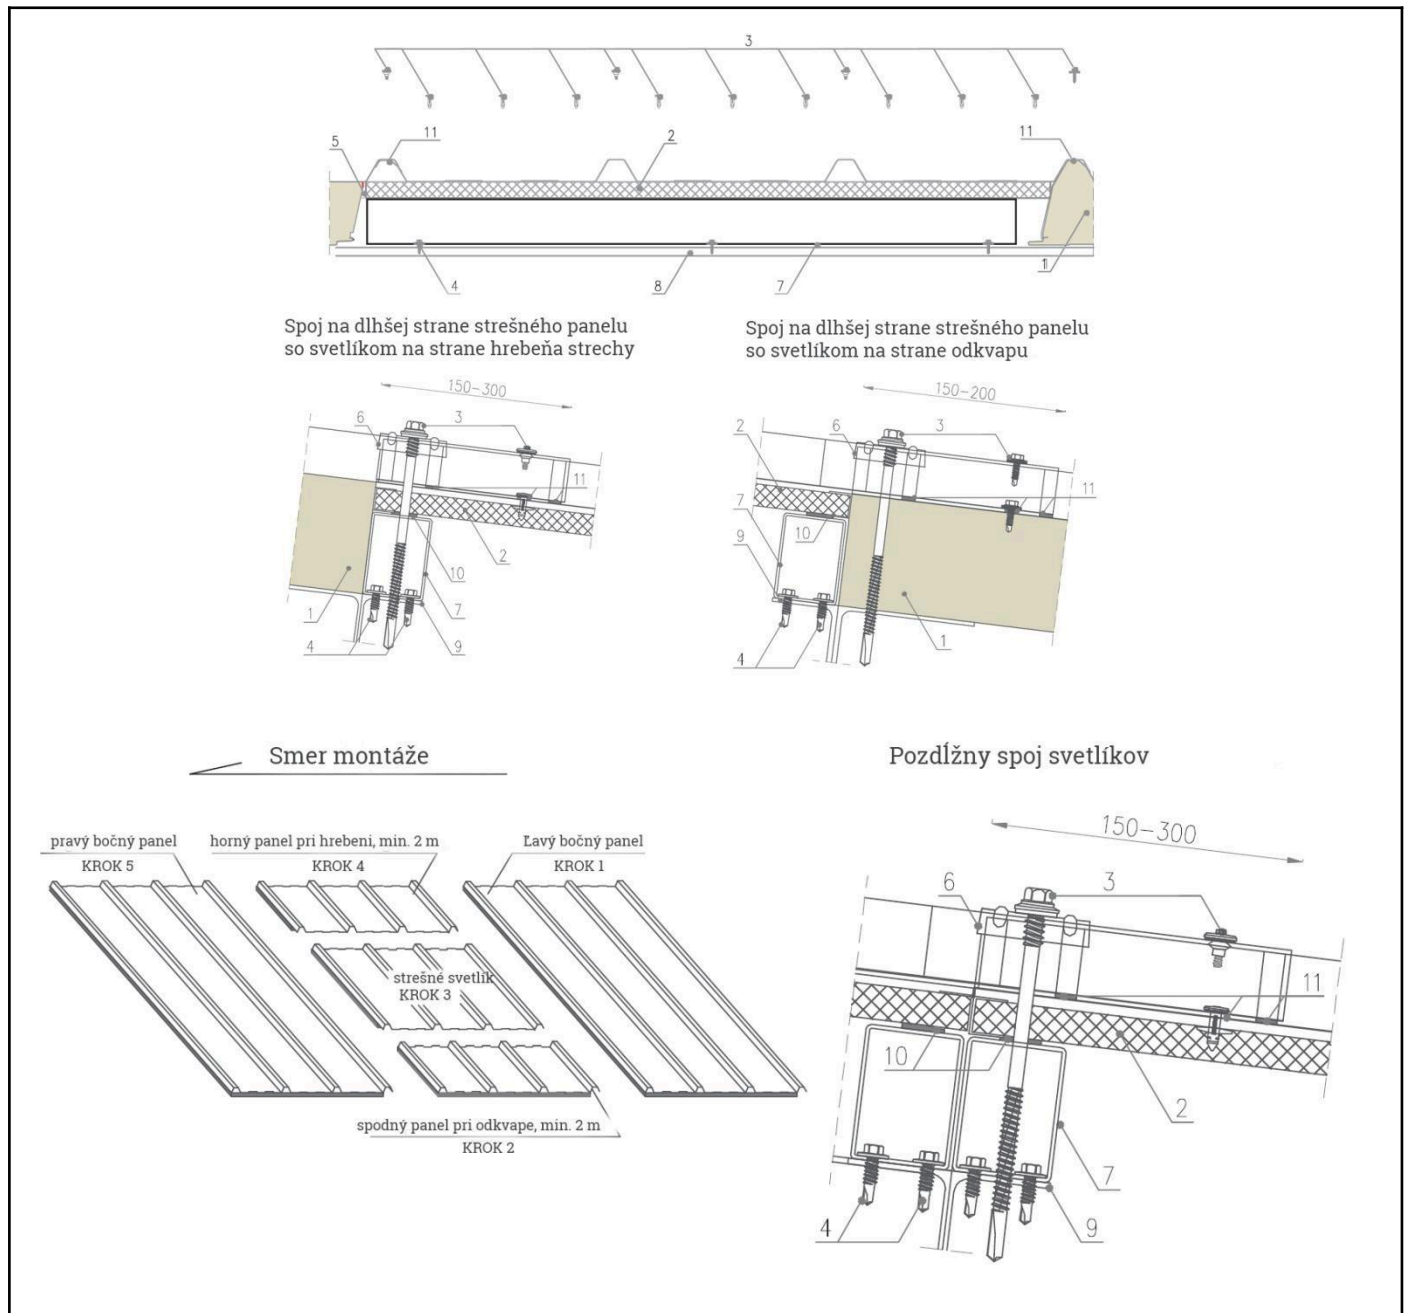 3
11
2
11
5
1
4
8
7
Spoj na dlhšej strane strešného panelu
so svetlíkom na strane hrebeňa strechy
Spoj na dlhšej strane strešného panelu
so svetlíkom na strane odkvapu
150-300
6
3
11
2
10
1
7
4
9
150-200
2
6
3
7
11
9
10
1
4
Smer montáže
Pozdĺžny spoj svetlíkov
pravý bočný panel
KROK 5
horný panel pri hrebeni, min. 2 m
KROK 4
Ľavý bočný panel
KROK 1
strešné svetlík
KROK 3
spodný panel pri odkvape, min. 2 m
KROK 2
150-300
6
3
11
10
2
7
4
9